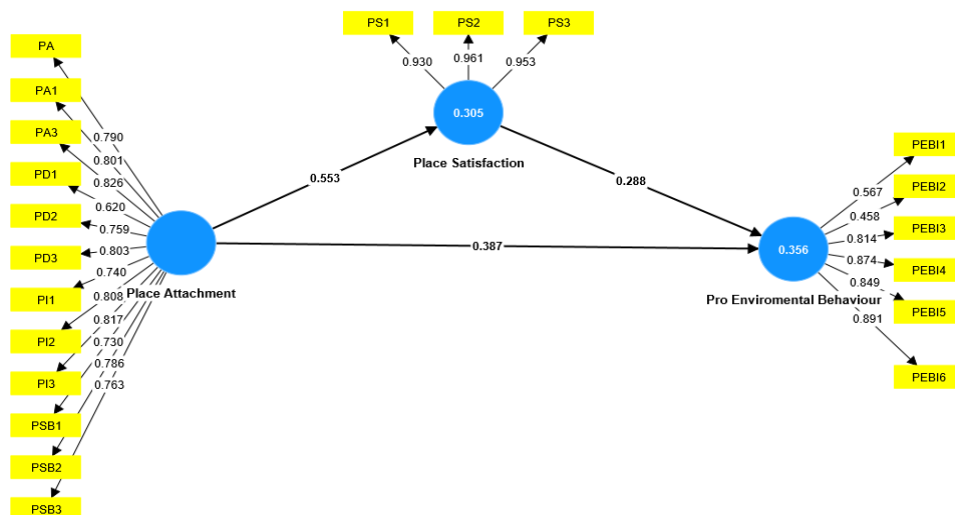 PS1
PS2
PS3
PA
PA1
PA3
PD1
PD2
PD3
PI1
PI2
PI3
PSB1
PSB2
PSB3
0.930
0.961
0.953
0.305
Place Satisfaction
0.790
0.801
0.826
0.620
0.759
0.803
0.740
0.808
0.817
0.730
0.786
0.763
Place Attachment
0.553
0.288
0.387
0.356
Pro Enviromental Behaviour
0.567
0.458
0.814
0.874
0.849
0.891
PEBI1
PEBI2
PEBI3
PEBI4
PEBI5
PEBI6